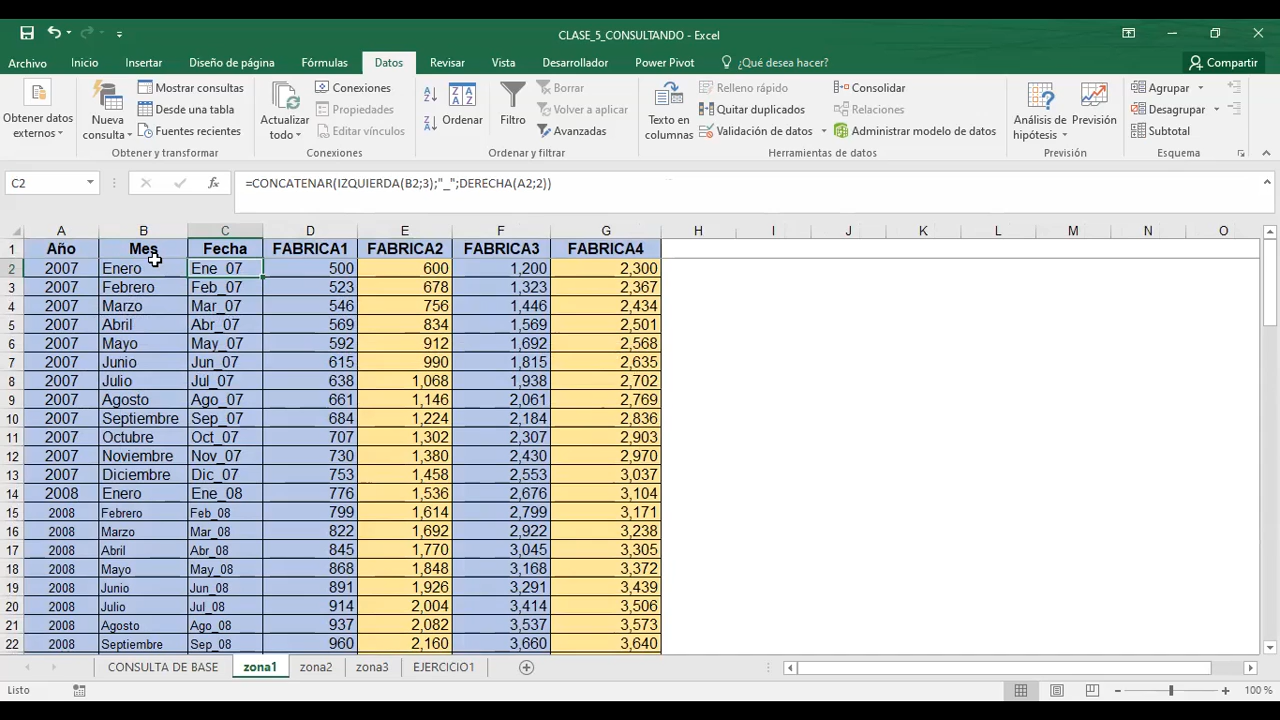 CLASE_5_CONSULTANDO - Excel
Archivo Inicio Insertar Diseño de página Fórmulas Datos Revisar Vista Desarrollador Power Pivot ¿Qué desea hacer? Compartir
Obtener datos externos
Nueva consulta
Mostrar consultas
Desde una tabla
Fuentes recientes
Obtener y transformar
Actualizar todo
Conexiones
Propiedades
Editar vínculos
Conexiones
Ordenar
Filtro
Borrar
Volver a aplicar
Avanzadas
Ordenar y filtrar
Texto en columnas
Relleno rápido
Quitar duplicados
Validación de datos
Consolidar
Relaciones
Administrar modelo de datos
Herramientas de datos
Análisis de hipótesis
Previsión
Previsión
Agrupar
Desagrupar
Subtotal
Esquema
C2 fx =CONCATENAR(IZQUIERDA(B2;3);"_";DERECHA(A2;2))
A B C D E F G H I J K L M N O
1 Año Mes Fecha FABRICA1 FABRICA2 FABRICA3 FABRICA4
2 2007 Enero Ene_07 500 600 1,200 2,300
3 2007 Febrero Feb_07 523 678 1,323 2,367
4 2007 Marzo Mar_07 546 756 1,446 2,434
5 2007 Abril Abr_07 569 834 1,569 2,501
6 2007 Mayo May_07 592 912 1,692 2,568
7 2007 Junio Jun_07 615 990 1,815 2,635
8 2007 Julio Jul_07 638 1,068 1,938 2,702
9 2007 Agosto Ago_07 661 1,146 2,061 2,769
10 2007 Septiembre Sep_07 684 1,224 2,184 2,836
11 2007 Octubre Oct_07 707 1,302 2,307 2,903
12 2007 Noviembre Nov_07 730 1,380 2,430 2,970
13 2007 Diciembre Dic_07 753 1,458 2,553 3,037
14 2008 Enero Ene_08 776 1,536 2,676 3,104
15 2008 Febrero Feb_08 799 1,614 2,799 3,171
16 2008 Marzo Mar_08 822 1,692 2,922 3,238
17 2008 Abril Abr_08 845 1,770 3,045 3,305
18 2008 Mayo May_08 868 1,848 3,168 3,372
19 2008 Junio Jun_08 891 1,926 3,291 3,439
20 2008 Julio Jul_08 914 2,004 3,414 3,506
21 2008 Agosto Ago_08 937 2,082 3,537 3,573
22 2008 Septiembre Sep_08 960 2,160 3,660 3,640
CONSULTA DE BASE zona1 zona2 zona3 EJERCICIO1
Listo 100 %